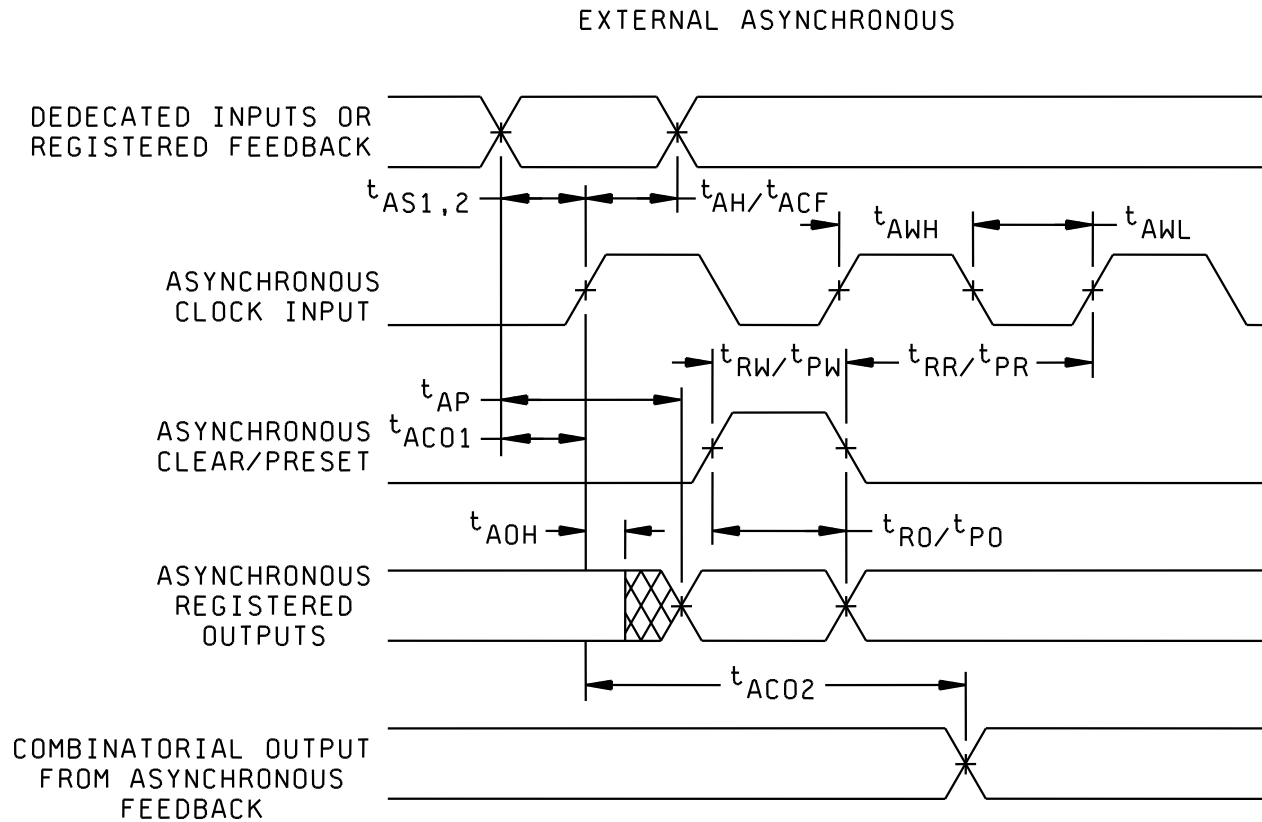 EXTERNAL ASYNCHRONOUS
DEDECATED INPUTS OR
REGISTERED FEEDBACK
tAS1,2
tAH/tACF
tAWH
tAWL
ASYNCHRONOUS
CLOCK INPUT
tRW/tPW
tRR/tPR
tAP
tACO1
ASYNCHRONOUS
CLEAR/PRESET
tAOH
tRO/tPO
ASYNCHRONOUS
REGISTERED
OUTPUTS
tACO2
COMBINATORIAL OUTPUT
FROM ASYNCHRONOUS
FEEDBACK